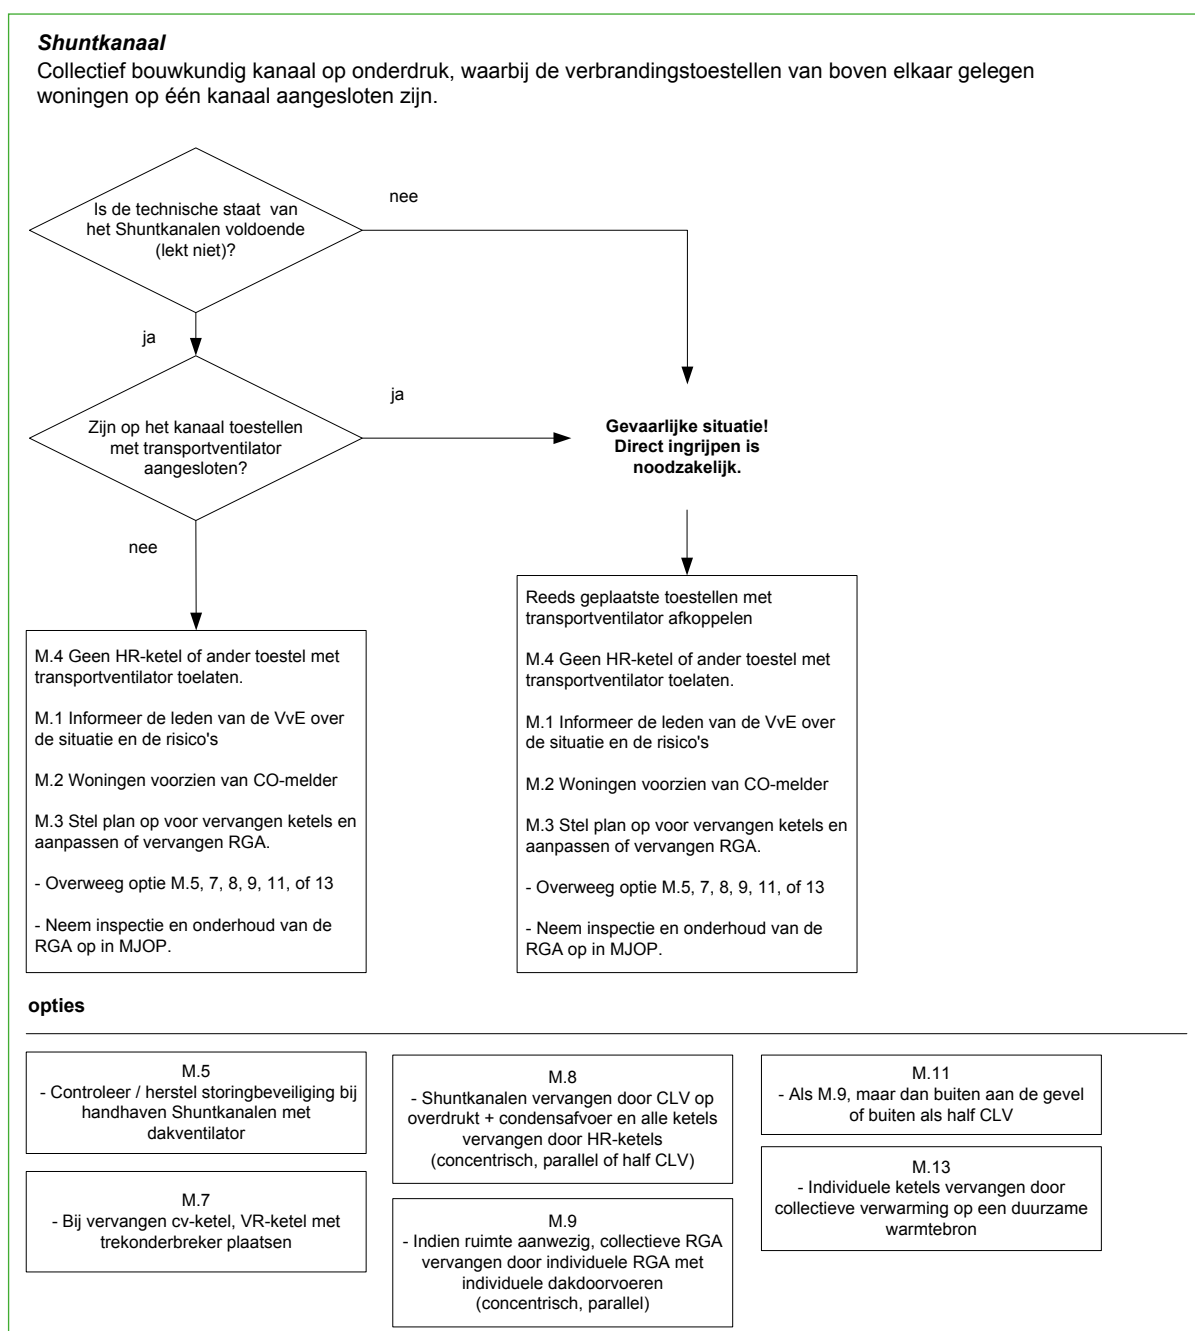 Shuntkanaal
Collectief bouwkundig kanaal op onderdruk, waarbij de verbrandingstoestellen van boven elkaar gelegen
woningen op één kanaal aangesloten zijn.
Is de technische staat van
het Shuntkanalen voldoende
(lekt niet)?
nee
ja
Zijn op het kanaal toestellen
met transportventilator
aangesloten?
ja
Gevaarlijke situatie!
Direct ingrijpen is
noodzakelijk.
nee
M.4 Geen HR-ketel of ander toestel met
transportventilator toelaten.
M.1 Informeer de leden van de VvE over
de situatie en de risico's
M.2 Woningen voorzien van CO-melder
M.3 Stel plan op voor vervangen ketels en
aanpassen of vervangen RGA.
- Overweeg optie M.5, 7, 8, 9, 11, of 13
- Neem inspectie en onderhoud van de
RGA op in MJOP.
Reeds geplaatste toestellen met
transportventilator afkoppelen
M.4 Geen HR-ketel of ander toestel met
transportventilator toelaten.
M.1 Informeer de leden van de VvE over
de situatie en de risico's
M.2 Woningen voorzien van CO-melder
M.3 Stel plan op voor vervangen ketels en
aanpassen of vervangen RGA.
- Overweeg optie M.5, 7, 8, 9, 11, of 13
- Neem inspectie en onderhoud van de
RGA op in MJOP.
opties
M.5
- Controleer / herstel storingbeveiliging bij
handhaven Shuntkanalen met
dakventilator
M.7
- Bij vervangen cv-ketel, VR-ketel met
trekonderbreker plaatsen
M.8
- Shuntkanalen vervangen door CLV op
overdrukt + condensafvoer en alle ketels
vervangen door HR-ketels
(concentrisch, parallel of half CLV)
M.9
- Indien ruimte aanwezig, collectieve RGA
vervangen door individuele RGA met
individuele dakdoorvoeren
(concentrisch, parallel)
M.11
- Als M.9, maar dan buiten aan de gevel
of buiten als half CLV
M.13
- Individuele ketels vervangen door
collectieve verwarming op een duurzame
warmtebron